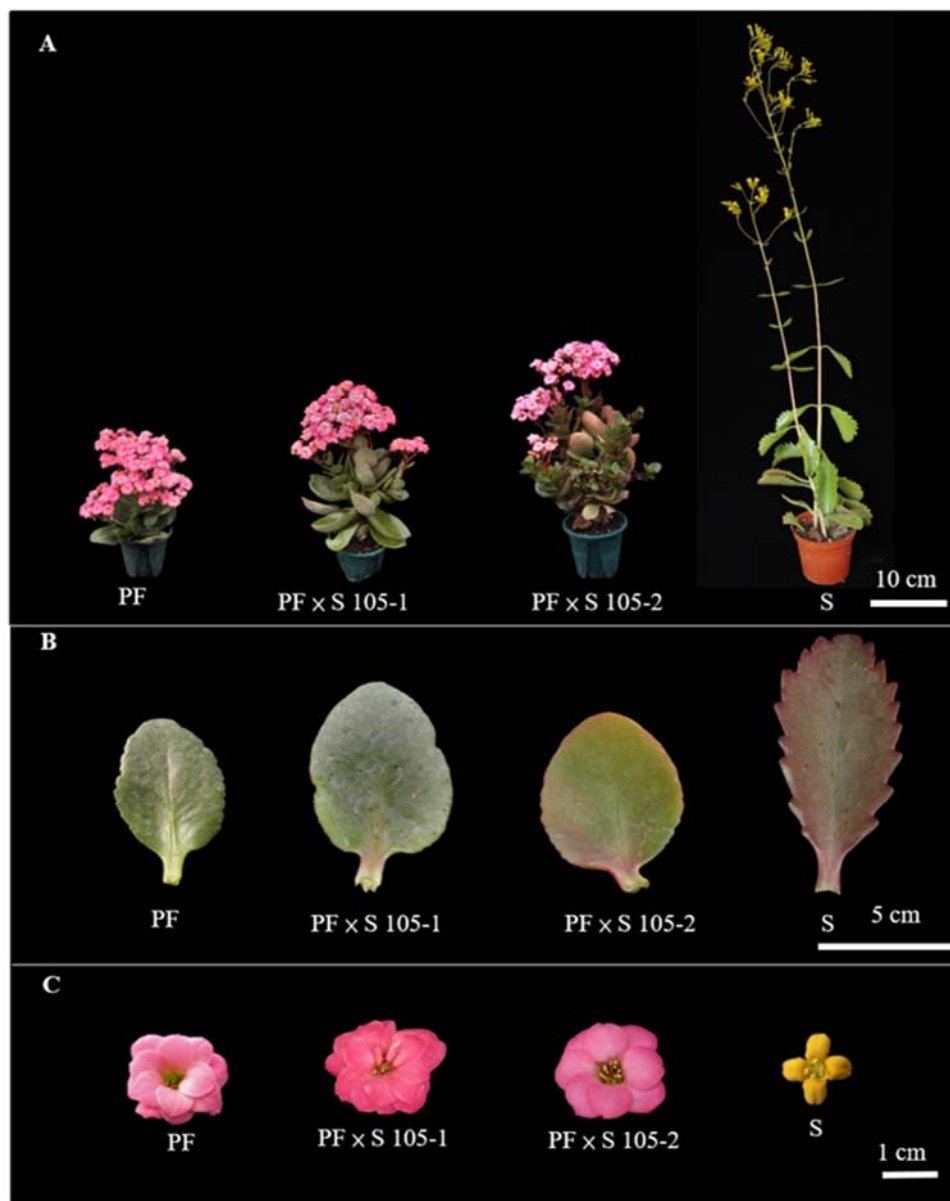 A
PF
PF × S 105-1
PF × S 105-2
S
10 cm
B
PF
PF × S 105-1
PF × S 105-2
S
5 cm
C
PF
PF × S 105-1
PF × S 105-2
S
1 cm